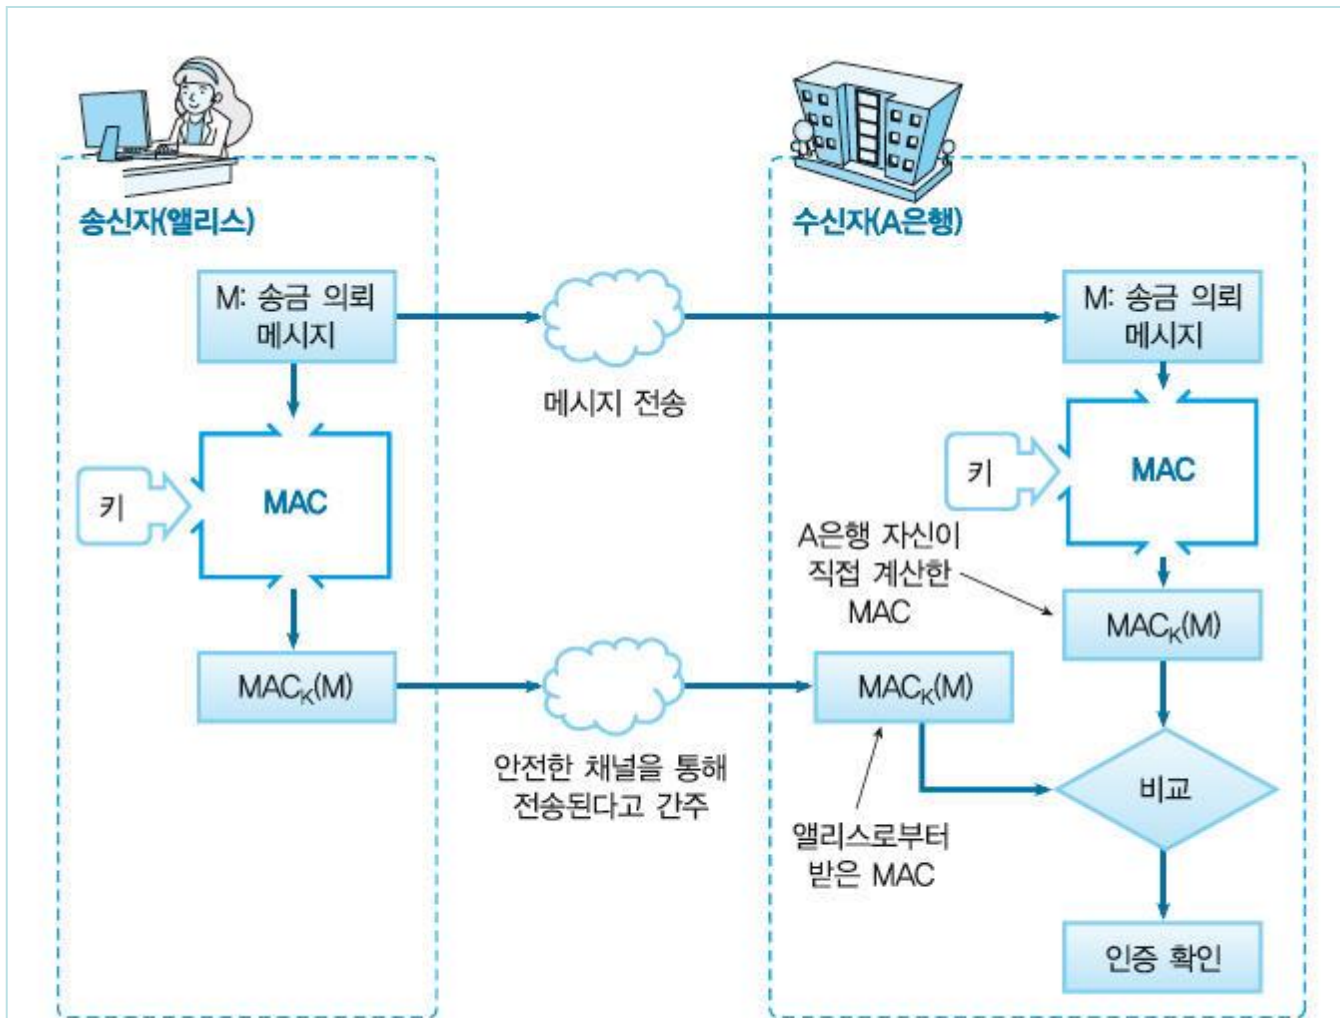 송신자(앨리스)
수신자(A은행)
M: 송금 의뢰
메시지
M: 송금 의뢰
메시지
메시지 전송
키
MAC
키
MAC
A은행 자신이
직접 계산한
MAC
MACK(M)
MACK(M)
MACK(M)
안전한 채널을 통해
전송된다고 간주
비교
앨리스로부터
받은 MAC
인증 확인